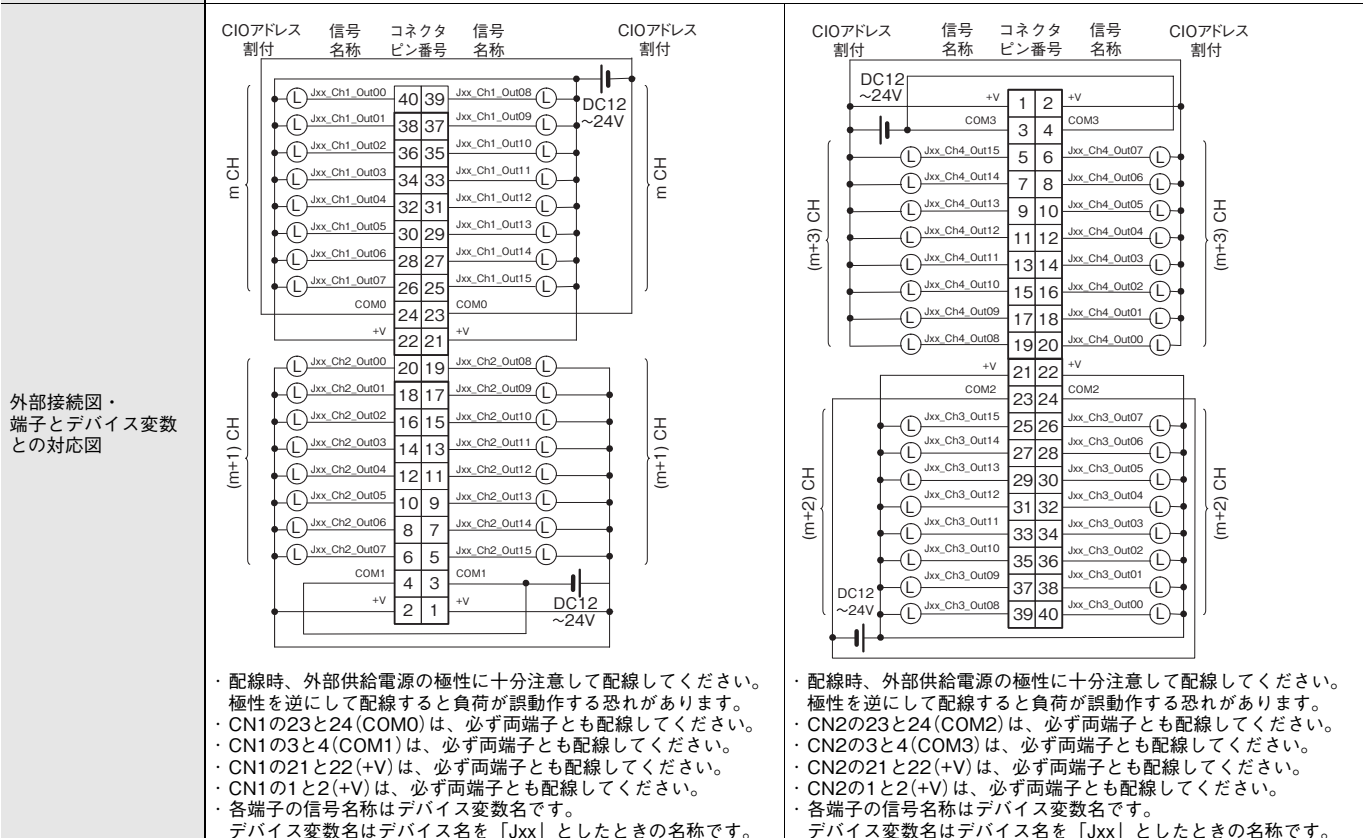 外部接続図・
端子とデバイス変数
との対応図
CIOアドレス 信号 コネクタ 信号 CIOアドレス
割付 名称 ピン番号 名称 割付
DC12
~24V
m CH
m CH
L Jxx_Ch1_Out00 40 39 Jxx_Ch1_Out08 L
L Jxx_Ch1_Out01 38 37 Jxx_Ch1_Out09 L
L Jxx_Ch1_Out02 36 35 Jxx_Ch1_Out10 L
L Jxx_Ch1_Out03 34 33 Jxx_Ch1_Out11 L
L Jxx_Ch1_Out04 32 31 Jxx_Ch1_Out12 L
L Jxx_Ch1_Out05 30 29 Jxx_Ch1_Out13 L
L Jxx_Ch1_Out06 28 27 Jxx_Ch1_Out14 L
L Jxx_Ch1_Out07 26 25 Jxx_Ch1_Out15 L
COM0 24 23 COM0
+V 22 21 +V
(m+1) CH
(m+1) CH
L Jxx_Ch2_Out00 20 19 Jxx_Ch2_Out08 L
L Jxx_Ch2_Out01 18 17 Jxx_Ch2_Out09 L
L Jxx_Ch2_Out02 16 15 Jxx_Ch2_Out10 L
L Jxx_Ch2_Out03 14 13 Jxx_Ch2_Out11 L
L Jxx_Ch2_Out04 12 11 Jxx_Ch2_Out12 L
L Jxx_Ch2_Out05 10 9 Jxx_Ch2_Out13 L
L Jxx_Ch2_Out06 8 7 Jxx_Ch2_Out14 L
L Jxx_Ch2_Out07 6 5 Jxx_Ch2_Out15 L
COM1 4 3 COM1
+V 2 1 +V
DC12
~24V
・配線時、外部供給電源の極性に十分注意して配線してください。
極性を逆にして配線すると負荷が誤動作する恐れがあります。
・CN1の23と24(COM0)は、必ず両端子とも配線してください。
・CN1の3と4(COM1)は、必ず両端子とも配線してください。
・CN1の21と22(+V)は、必ず両端子とも配線してください。
・CN1の1と2(+V)は、必ず両端子とも配線してください。
・各端子の信号名称はデバイス変数名です。
デバイス変数名はデバイス名を「Jxx」としたときの名称です。
CIOアドレス 信号 コネクタ 信号 CIOアドレス
割付 名称 ピン番号 名称 割付
DC12
~24V
+V 1 2 +V
COM3 3 4 COM3
(m+3) CH
(m+3) CH
L Jxx_Ch4_Out15 5 6 Jxx_Ch4_Out07 L
L Jxx_Ch4_Out14 7 8 Jxx_Ch4_Out06 L
L Jxx_Ch4_Out13 9 10 Jxx_Ch4_Out05 L
L Jxx_Ch4_Out12 11 12 Jxx_Ch4_Out04 L
L Jxx_Ch4_Out11 13 14 Jxx_Ch4_Out03 L
L Jxx_Ch4_Out10 15 16 Jxx_Ch4_Out02 L
L Jxx_Ch4_Out09 17 18 Jxx_Ch4_Out01 L
L Jxx_Ch4_Out08 19 20 Jxx_Ch4_Out00 L
+V 21 22 +V
COM2 23 24 COM2
(m+2) CH
(m+2) CH
L Jxx_Ch3_Out15 25 26 Jxx_Ch3_Out07 L
L Jxx_Ch3_Out14 27 28 Jxx_Ch3_Out06 L
L Jxx_Ch3_Out13 29 30 Jxx_Ch3_Out05 L
L Jxx_Ch3_Out12 31 32 Jxx_Ch3_Out04 L
L Jxx_Ch3_Out11 33 34 Jxx_Ch3_Out03 L
L Jxx_Ch3_Out10 35 36 Jxx_Ch3_Out02 L
L Jxx_Ch3_Out09 37 38 Jxx_Ch3_Out01 L
L Jxx_Ch3_Out08 39 40 Jxx_Ch3_Out00 L
DC12
~24V
・配線時、外部供給電源の極性に十分注意して配線してください。
極性を逆にして配線すると負荷が誤動作する恐れがあります。
・CN2の23と24(COM2)は、必ず両端子とも配線してください。
・CN2の3と4(COM3)は、必ず両端子とも配線してください。
・CN2の21と22(+V)は、必ず両端子とも配線してください。
・CN2の1と2(+V)は、必ず両端子とも配線してください。
・各端子の信号名称はデバイス変数名です。
デバイス変数名はデバイス名を「Jxx」としたときの名称です。